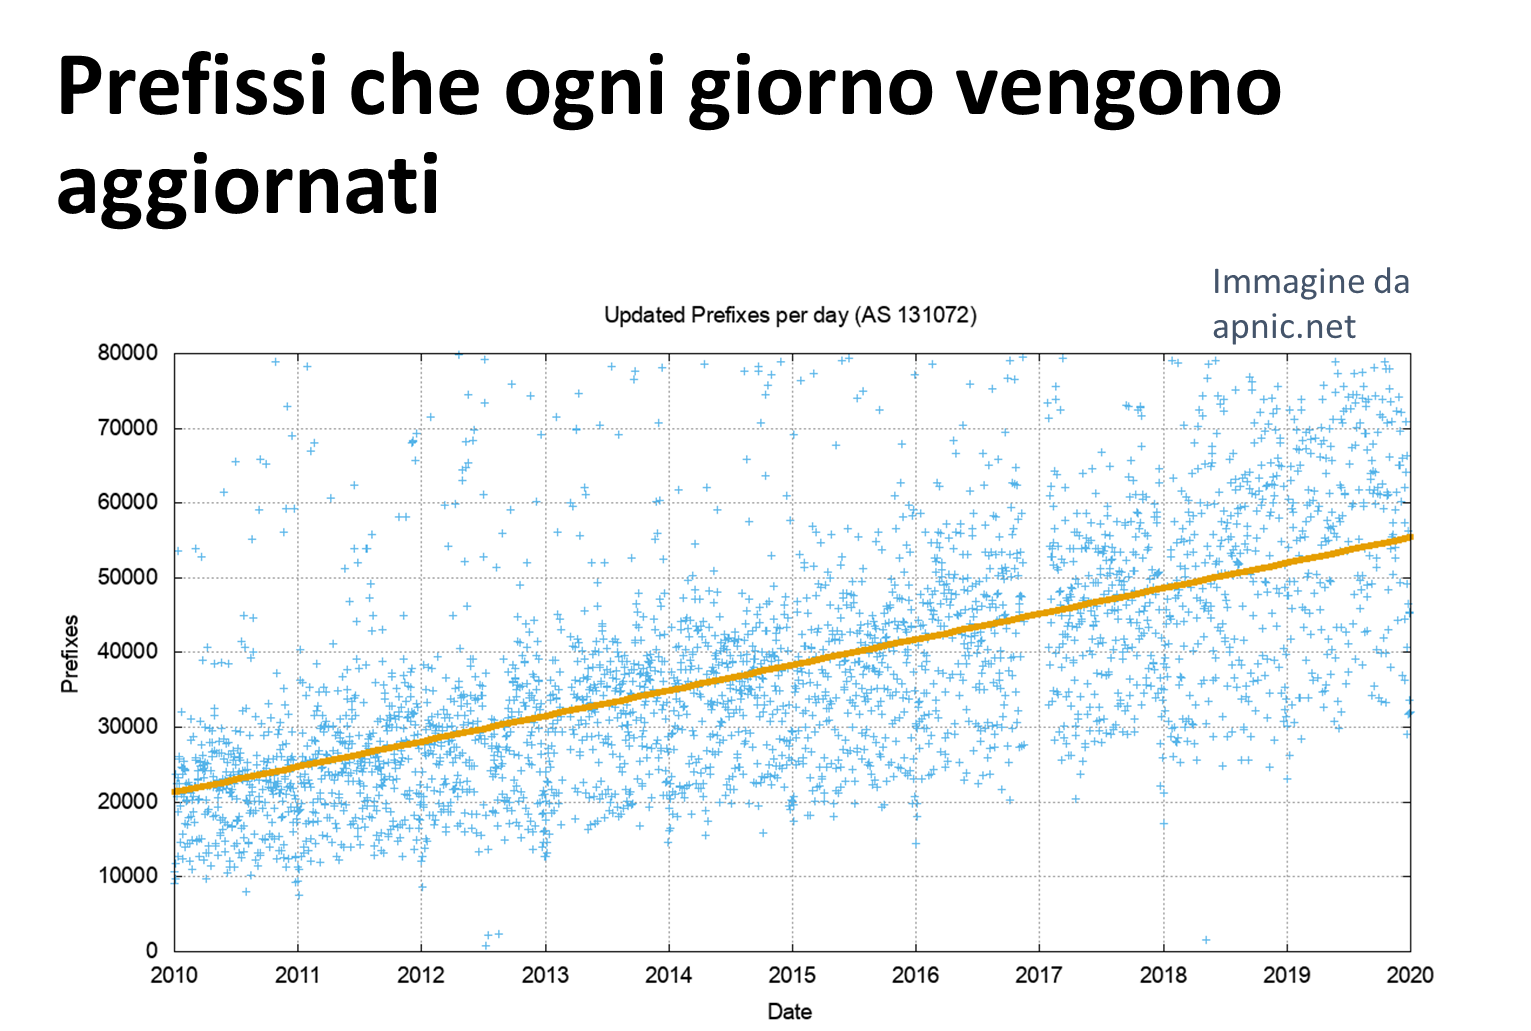 Prefissi che ogni giorno vengono
aggiornati
Immagine da
apnic.net
Updated Prefixes per day (AS 131072)
80000
70000
60000
50000
40000
30000
20000
10000
0
Prefixes
2010 2011 2012 2013 2014 2015 2016 2017 2018 2019 2020
Date